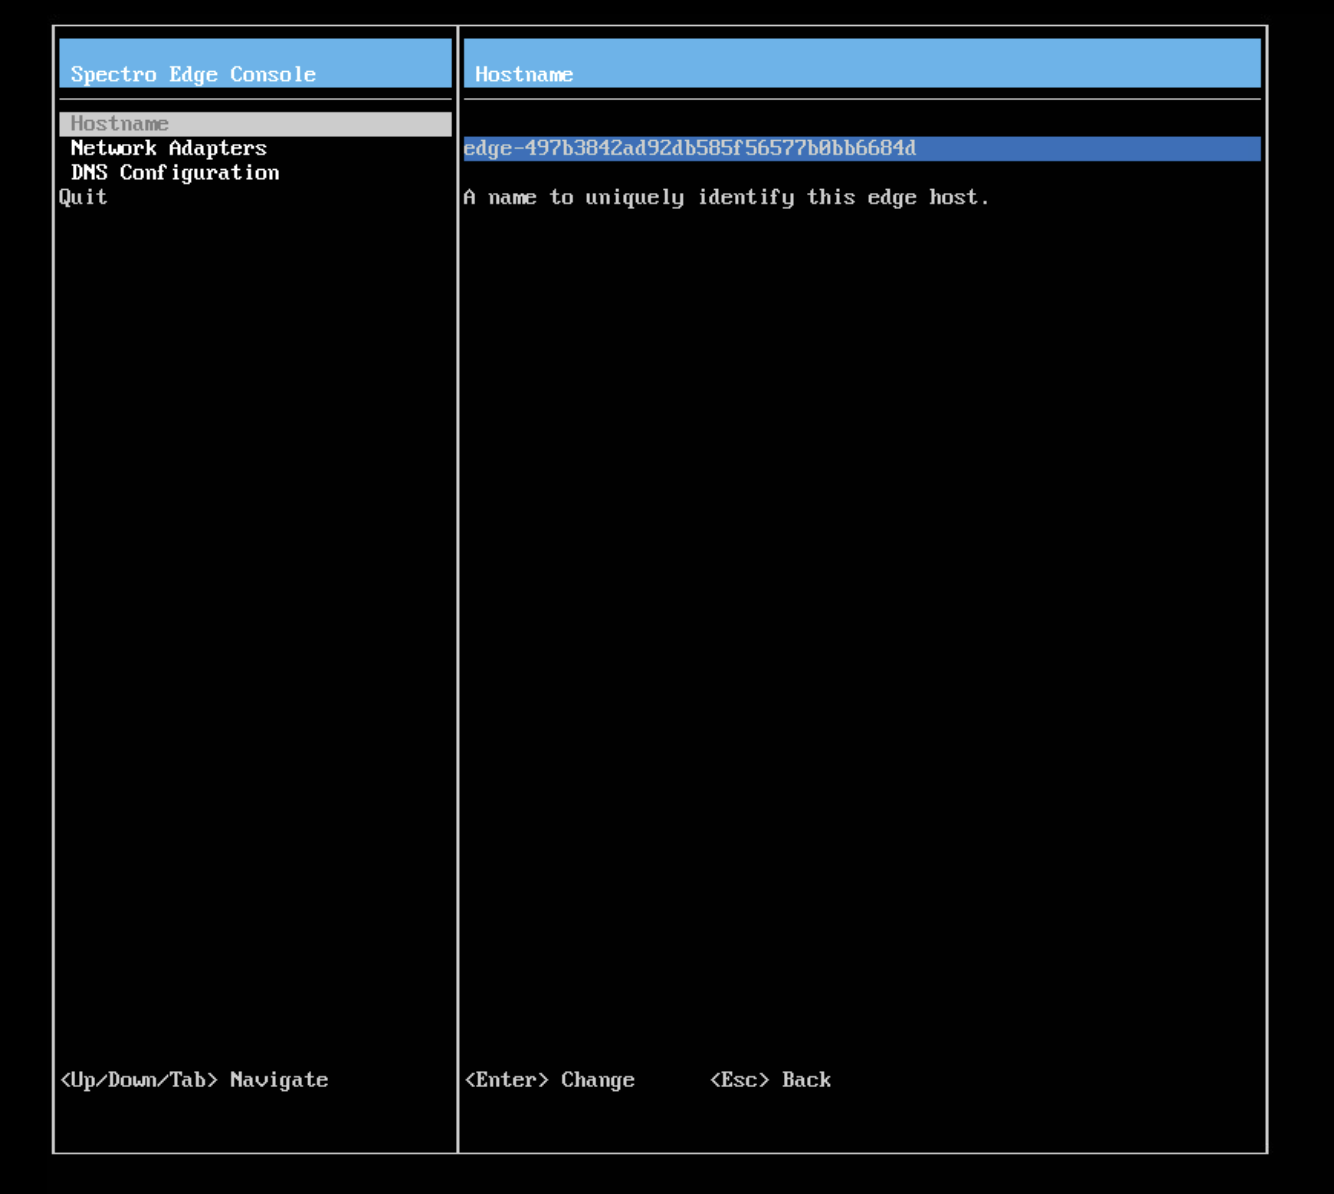 Spectro Edge Console
Hostname
Network Adapters
DNS Configuration
Quit
<Up/Down/Tab> Navigate
Hostname
edge-497b3842ad92db585f56577b0bb6684d
A name to uniquely identify this edge host.
<Enter> Change <Esc> Back